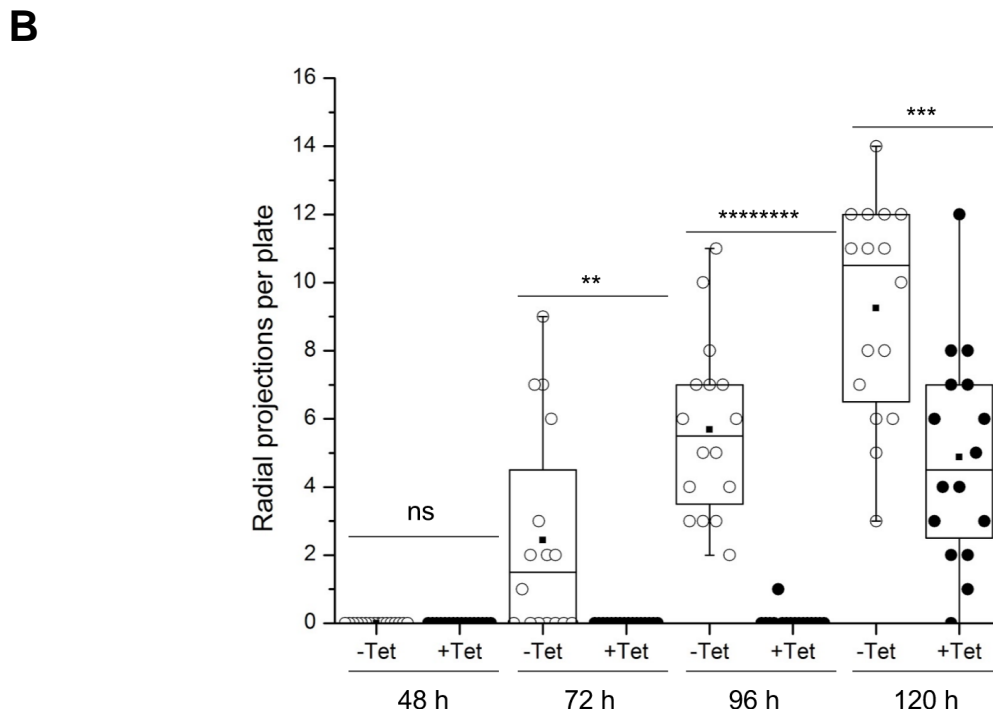 B
Radial projections per plate
16
14
12
10
8
6
4
2
0
ns
**
********
***
-Tet +Tet -Tet +Tet -Tet +Tet -Tet +Tet
48 h 72 h 96 h 120 h